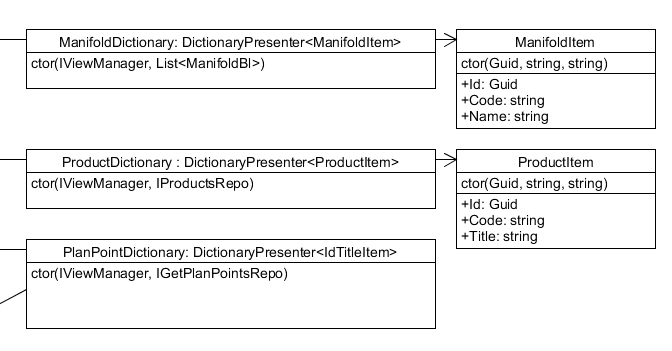 ManifoldDictionary: DictionaryPresenter<ManifoldItem>
ctor(IViewManager, List<ManifoldBl>)
ManifoldItem
ctor(Guid, string, string)
+Id: Guid
+Code: string
+Name: string
ProductDictionary : DictionaryPresenter<ProductItem>
ctor(IViewManager, IProductsRepo)
ProductItem
ctor(Guid, string, string)
+Id: Guid
+Code: string
+Title: string
PlanPointDictionary: DictionaryPresenter<IdTitleItem>
ctor(IViewManager, IGetPlanPointsRepo)